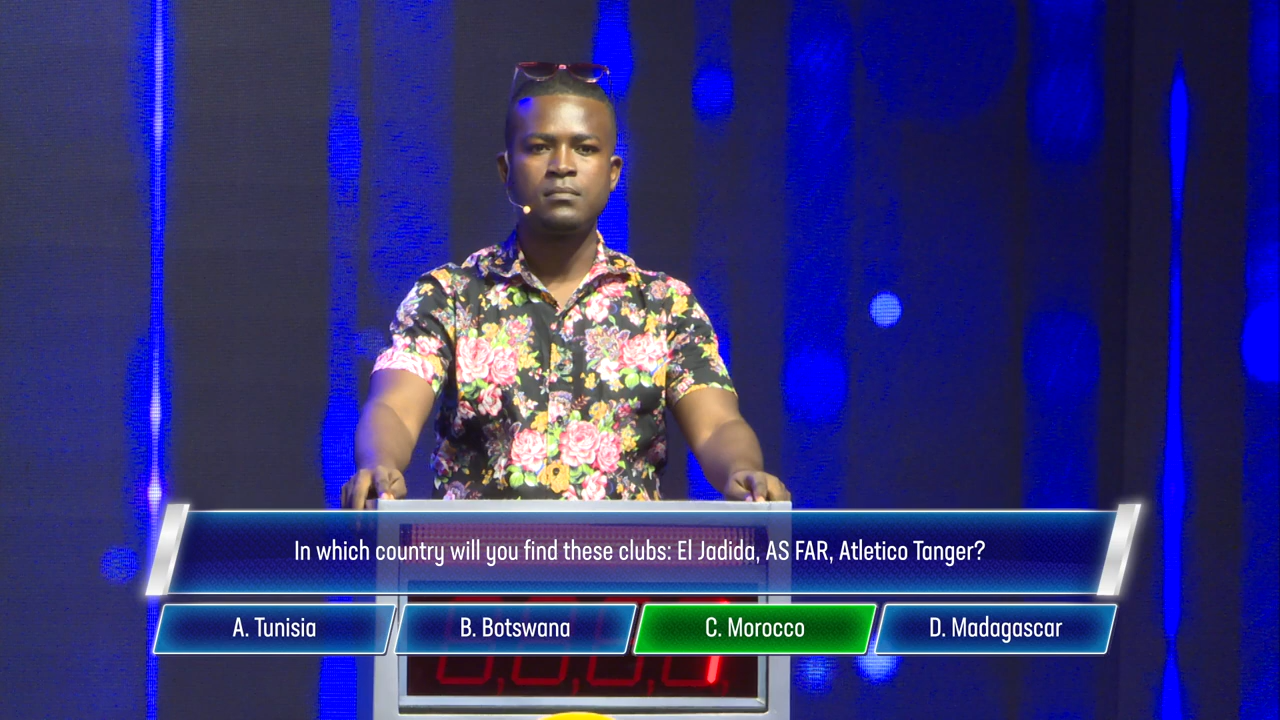 In which country will you find these clubs: El Jadida, AS FAR, Atletico Tanger?
A. Tunisia
B. Botswana
C. Morocco
D. Madagascar